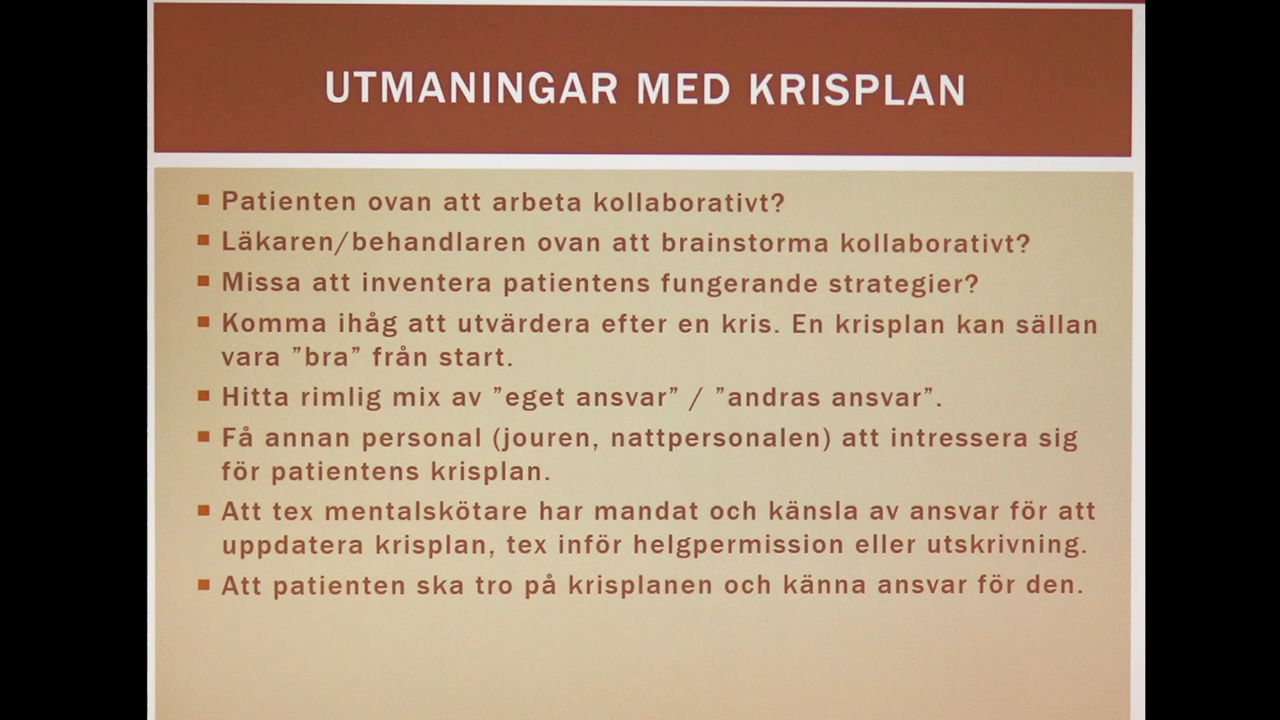 UTMANINGAR MED KRISPLAN
▪ Patienten ovan att arbeta kollaborativt?
▪ Läkaren/behandlaren ovan att brainstorma kollaborativt?
▪ Missa att inventera patientens fungerande strategier?
▪ Komma ihåg att utvärdera efter en kris. En krisplan kan sällan
vara ”bra” från start.
▪ Hitta rimlig mix av ”eget ansvar” / ”andras ansvar”.
▪ Få annan personal (jouren, nattpersonalen) att intressera sig
för patientens krisplan.
▪ Att tex mentalskötare har mandat och känsla av ansvar för att
uppdatera krisplan, tex inför helgpermission eller utskrivning.
▪ Att patienten ska tro på krisplanen och känna ansvar för den.